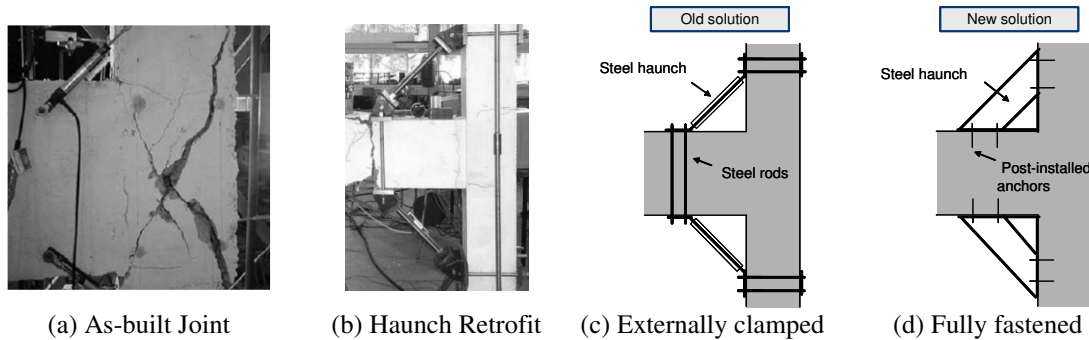 Old solution
New solution
Steel haunch
Steel rods
Steel haunch
Post-installed
anchors
(a) As-built Joint
(b) Haunch Retrofit
(c) Externally clamped
(d) Fully fastened